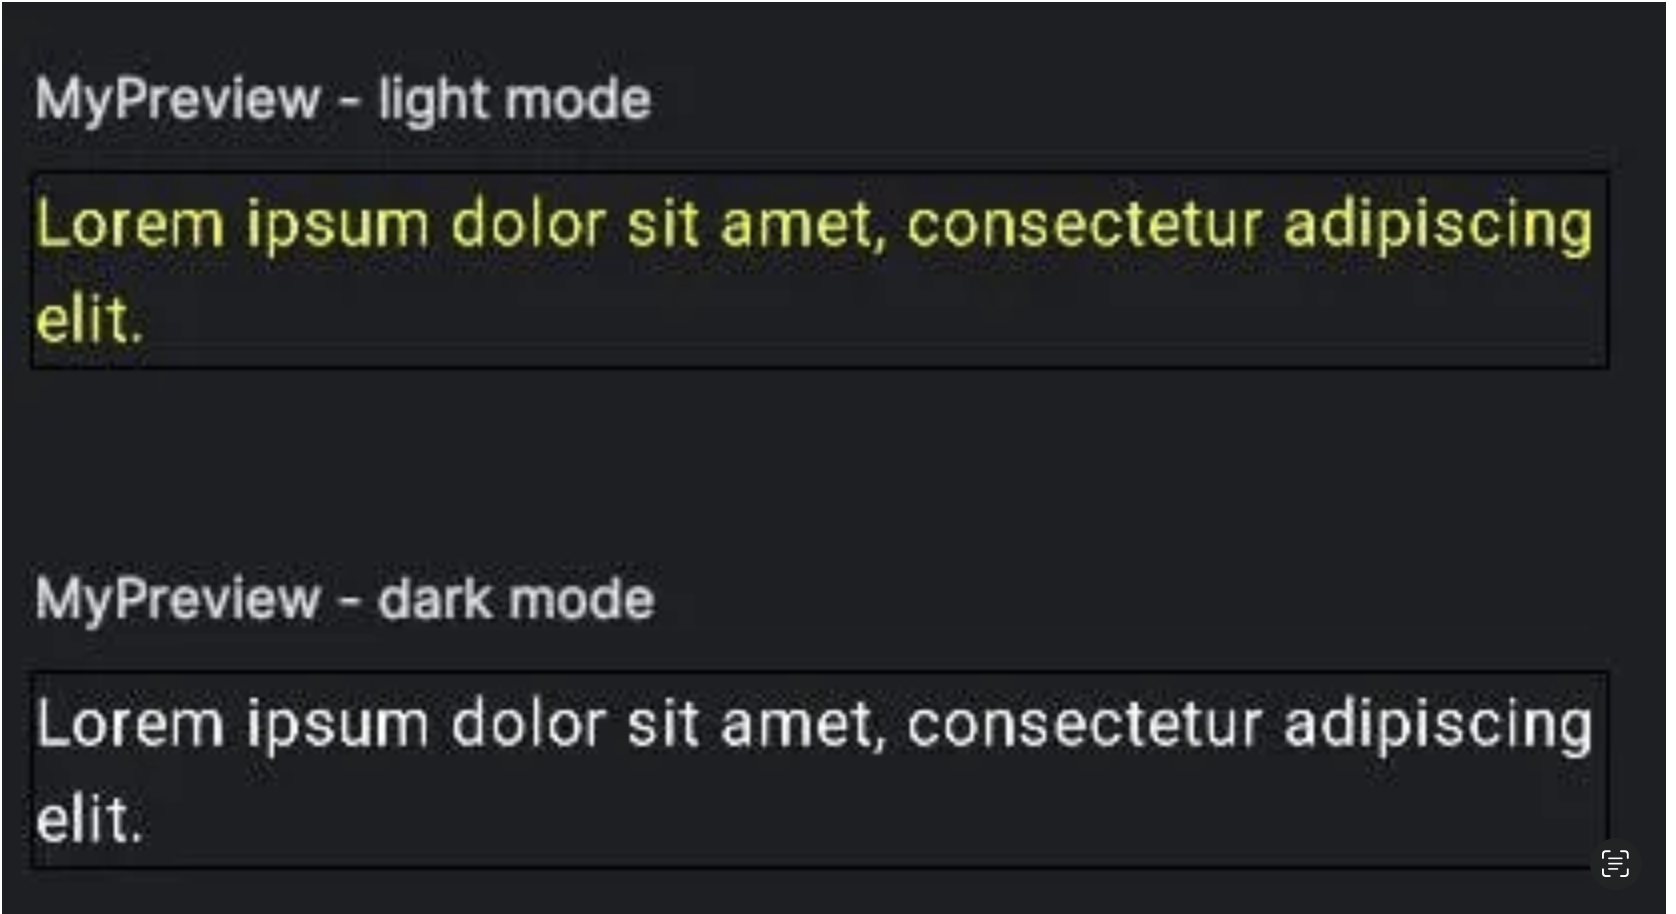 MyPreview - light mode
Lorem ipsum dolor sit amet, consectetur adipiscing
elit.
MyPreview - dark mode
Lorem ipsum dolor sit amet, consectetur adipiscing
elit.